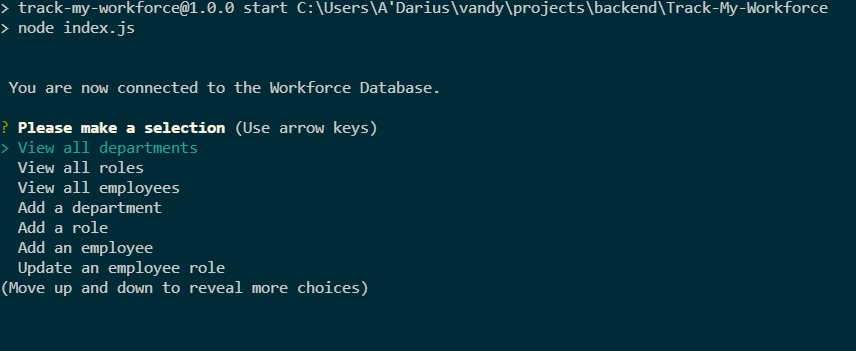 > track-my-workforce@1.0.0 start C:\Users\A'Darius\vandy\projects\backend\Track-My-Workforce
> node index.js
You are now connected to the Workforce Database.
? Please make a selection (Use arrow keys)
> View all departments
View all roles
View all employees
Add a department
Add a role
Add an employee
Update an employee role
(Move up and down to reveal more choices)